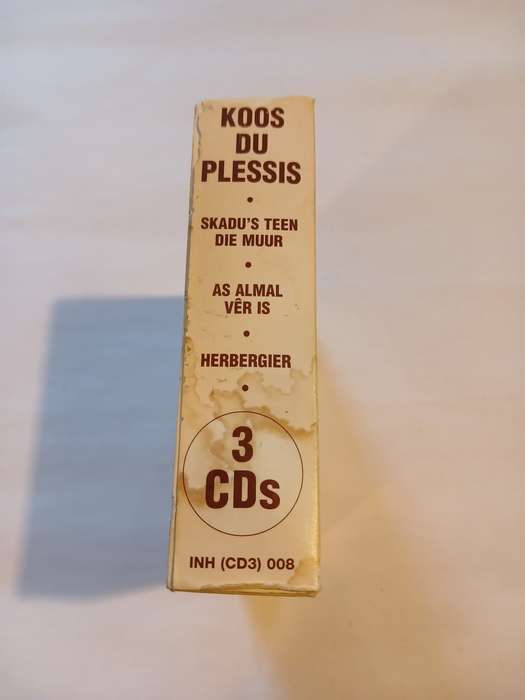 KOOS
DU
PLESSIS
•
SKADU'S TEEN
DIE MUUR
•
AS ALMAL
VÊR IS
•
HERBERGIER
•
3
CDs
INH (CD3) 008